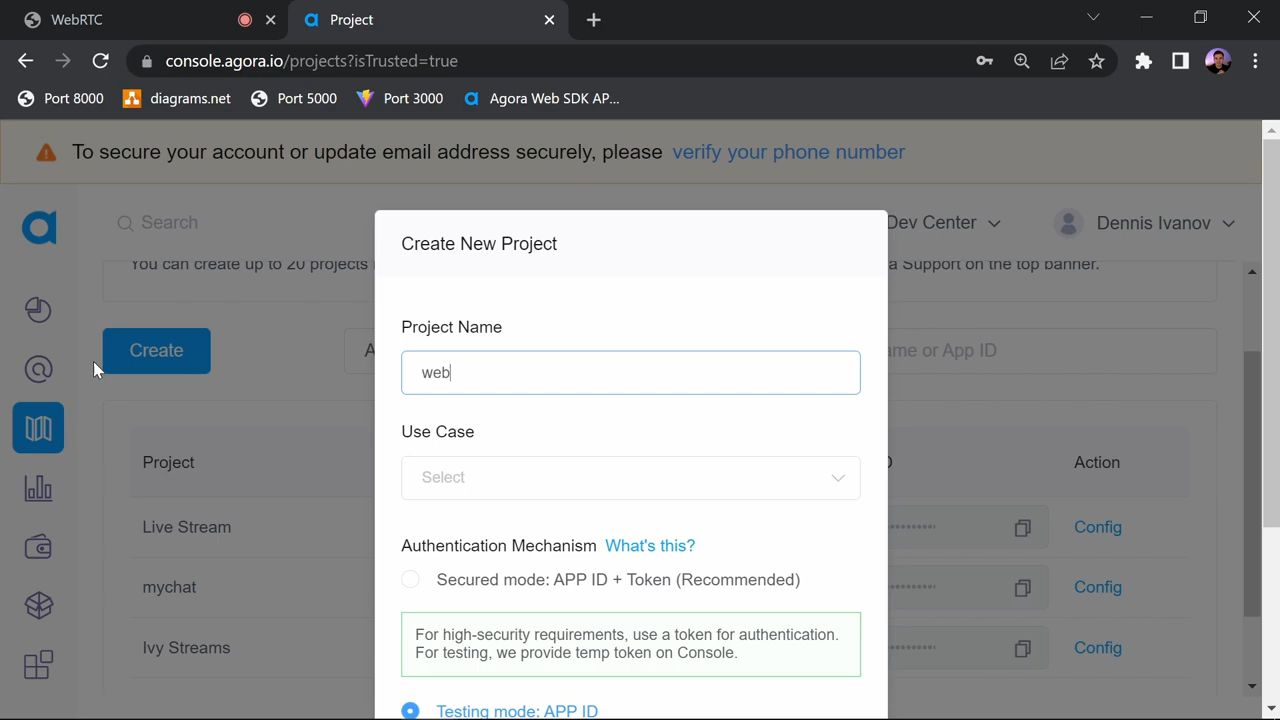 WebRTC
Project
console.agora.io/projects?isTrusted=true
Port 8000
diagrams.net
Port 5000
Port 3000
Agora Web SDK AP...
To secure your account or update email address securely, please verify your phone number
Search
Dev Center
Dennis Ivanov
You can create up to 20 projects
a Support on the top banner.
Create New Project
Project Name
Create
A
me or App ID
web
Use Case
Select
Project
D
Action
Live Stream
Config
Authentication Mechanism What's this?
Secured mode: APP ID + Token (Recommended)
mychat
Config
For high-security requirements, use a token for authentication.
For testing, we provide temp token on Console.
Ivy Streams
Config
Testing mode: APP ID